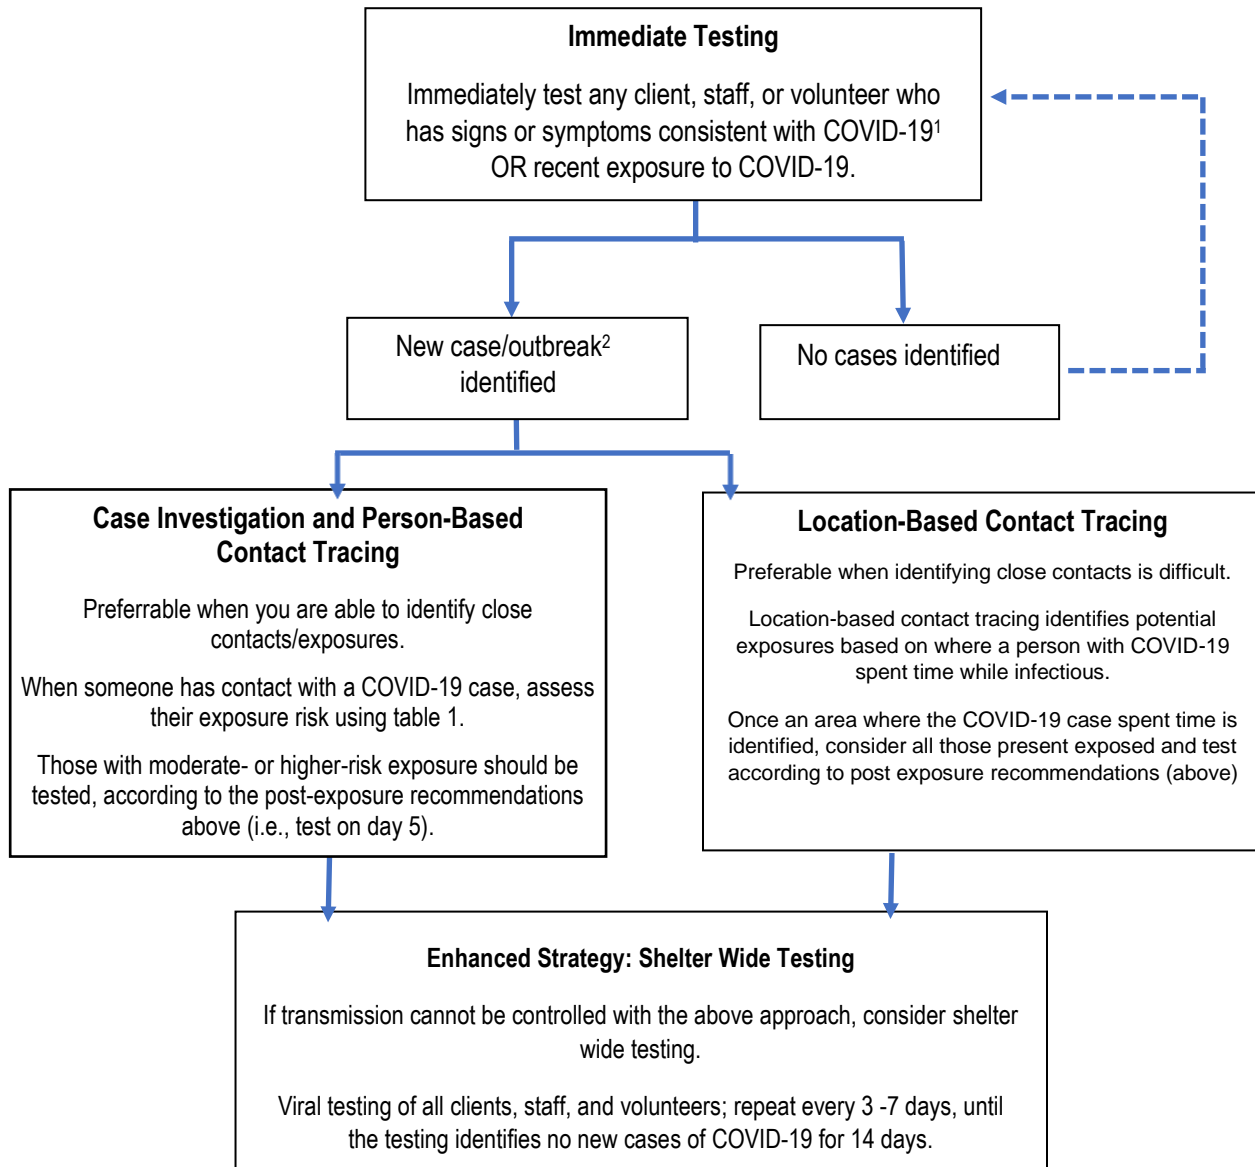 Immediate Testing
Immediately test any client, staff, or volunteer who
has signs or symptoms consistent with COVID-19¹
OR recent exposure to COVID-19.
New case/outbreak²
identified
No cases identified
Case Investigation and Person-Based
Contact Tracing
Preferrable when you are able to identify close
contacts/exposures.
When someone has contact with a COVID-19 case, assess
their exposure risk using table 1.
Those with moderate- or higher-risk exposure should be
tested, according to the post-exposure recommendations
above (i.e., test on day 5).
Location-Based Contact Tracing
Preferable when identifying close contacts is difficult.
Location-based contact tracing identifies potential
exposures based on where a person with COVID-19
spent time while infectious.
Once an area where the COVID-19 case spent time is
identified, consider all those present exposed and test
according to post exposure recommendations (above)
Enhanced Strategy: Shelter Wide Testing
If transmission cannot be controlled with the above approach, consider shelter
wide testing.
Viral testing of all clients, staff, and volunteers; repeat every 3 -7 days, until
the testing identifies no new cases of COVID-19 for 14 days.